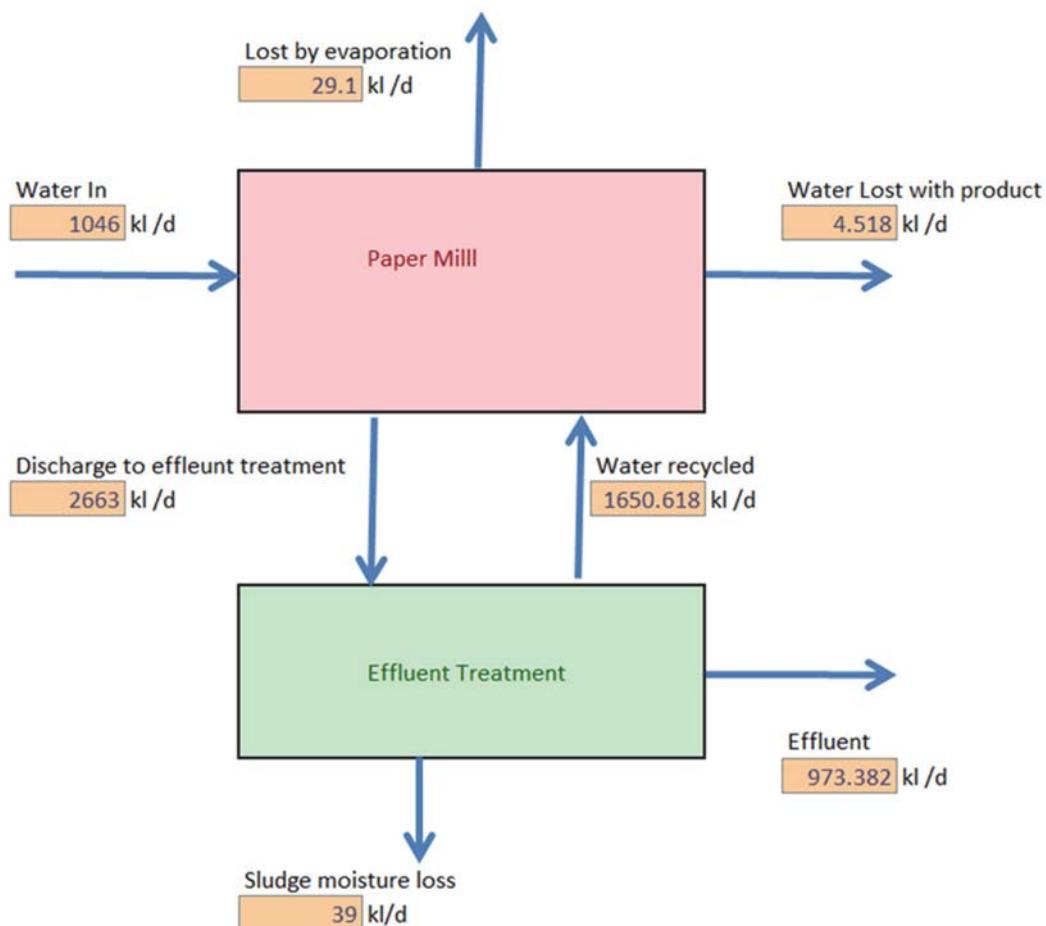 Lost by evaporation
29.1 kl /d
Water In
1046 kl /d
Water Lost with product
4.518 kl /d
Paper Milll
Discharge to effleunt treatment
2663 kl /d
Water recycled
1650.618 kl /d
Effluent Treatment
Effluent
973.382 kl /d
Sludge moisture loss
39 kl/d